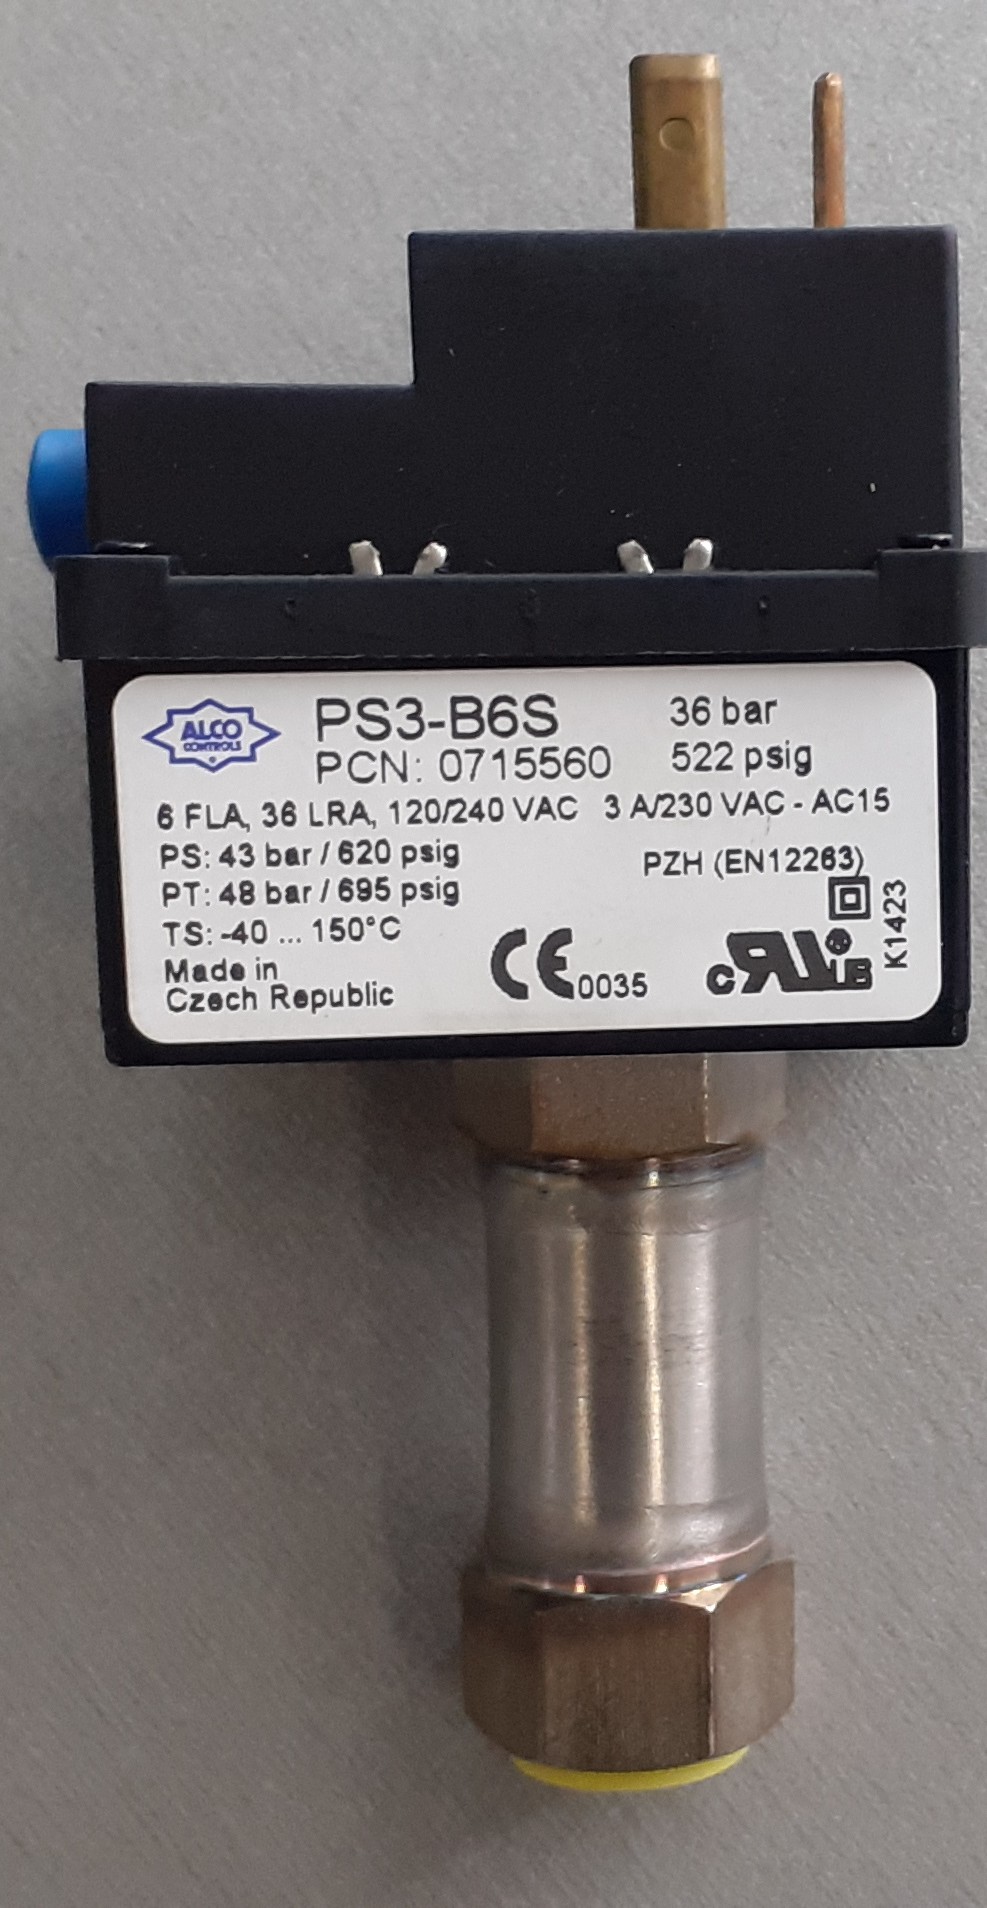 ALCO
CONTROLS
PS3-B6S
PCN: 0715560
36 bar
522 psig
6 FLA, 36 LRA, 120/240 VAC 3 A/230 VAC - AC15
PS: 43 bar / 620 psig
PT: 48 bar / 695 psig
TS: -40 ... 150°C
PZH (EN12263)
Made in
Czech Republic
CE 0035
c RU US
K1423